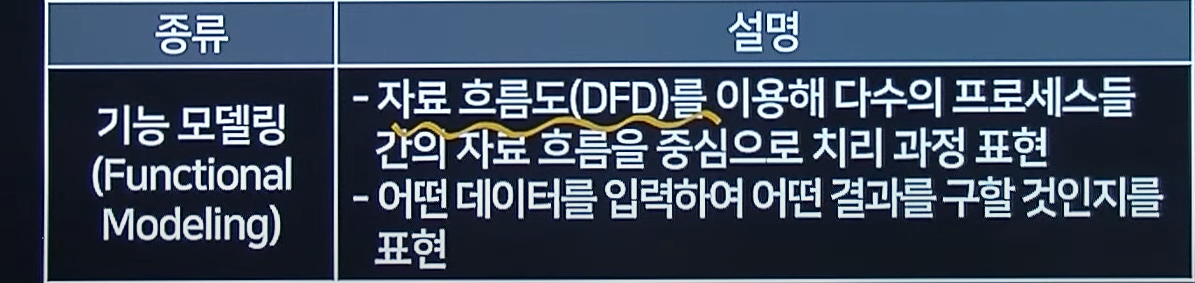 종류
설명
기능 모델링
(Functional
Modeling)
- 자료 흐름도(DFD)를 이용해 다수의 프로세스들
간의 자료 흐름을 중심으로 치리 과정 표현
- 어떤 데이터를 입력하여 어떤 결과를 구할 것인지를
표현